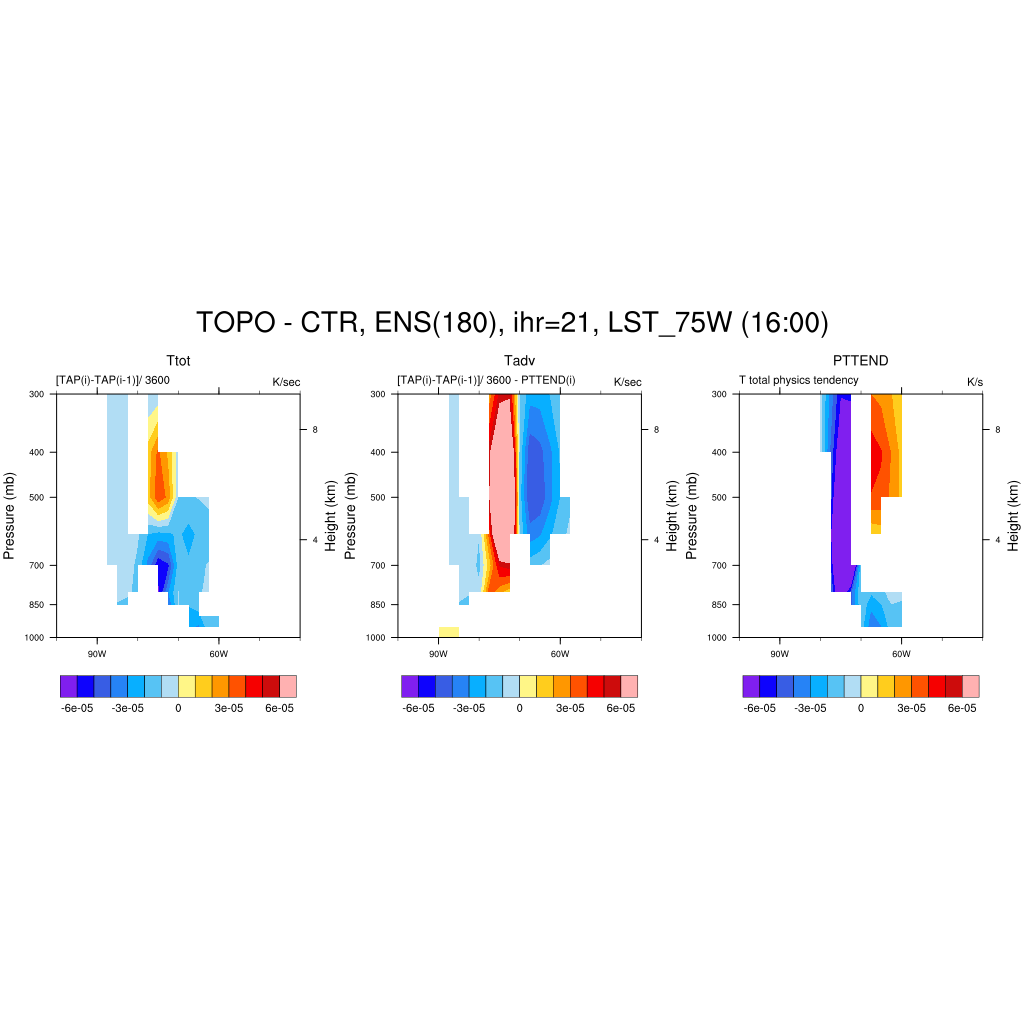 TOPO - CTR, ENS(180), ihr=21, LST_75W (16:00)
Ttot
[TAP(i)-TAP(i-1)]/ 3600 K/sec
Pressure (mb)
300
400
500
700
850
1000
90W 60W
8
4
Height (km)
-6e-05 -3e-05 0 3e-05 6e-05
Tadv
[TAP(i)-TAP(i-1)]/ 3600 - PTTEND(i) K/sec
Pressure (mb)
300
400
500
700
850
1000
90W 60W
8
4
Height (km)
-6e-05 -3e-05 0 3e-05 6e-05
PTTEND
T total physics tendency K/s
Pressure (mb)
300
400
500
700
850
1000
90W 60W
8
4
Height (km)
-6e-05 -3e-05 0 3e-05 6e-05